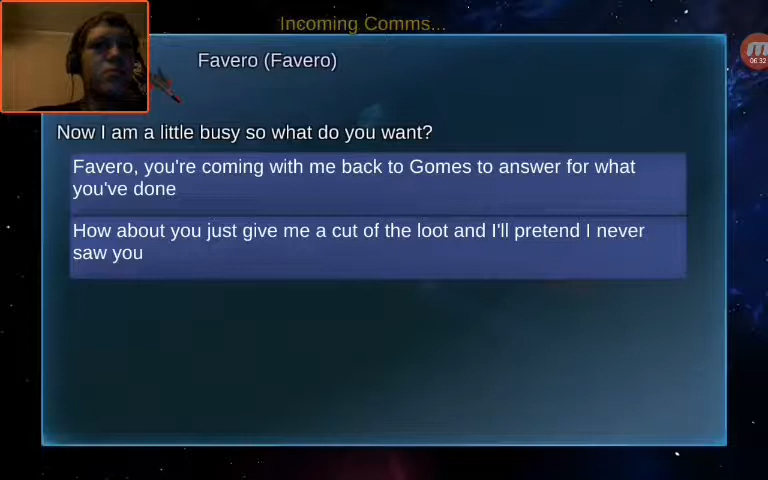 Incoming Comms...
Favero (Favero)
06:32
Now I am a little busy so what do you want?
Favero, you're coming with me back to Gomes to answer for what
you've done
How about you just give me a cut of the loot and I'll pretend I never
saw you